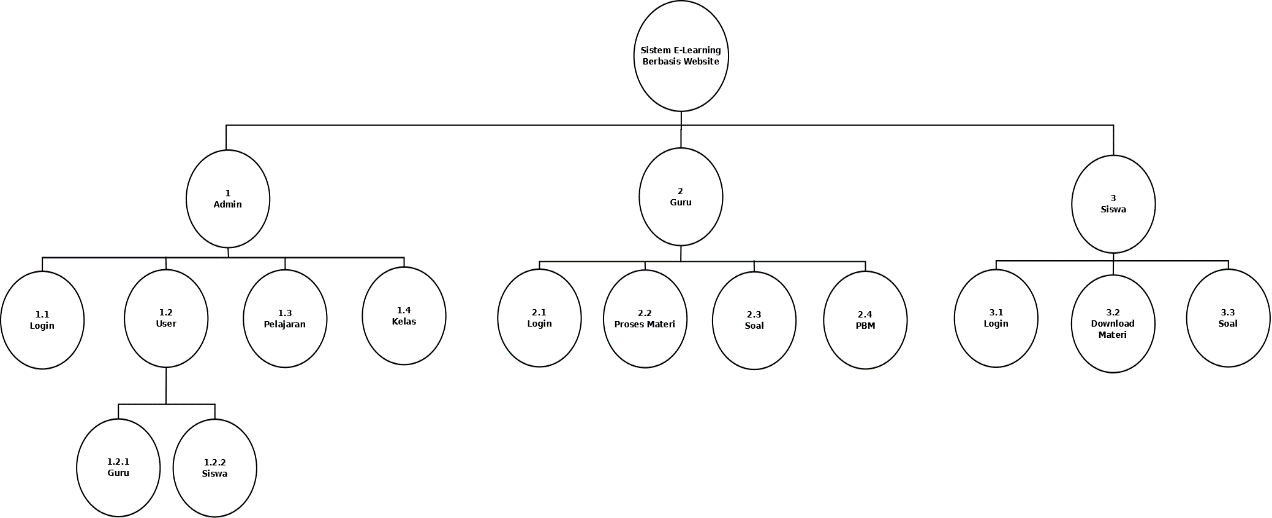 Sistem E-Learning
Berbasis Website
1
Admin
2
Guru
3
Siswa
1.1
Login
1.2
User
1.3
Pelajaran
1.4
Kelas
2.1
Login
2.2
Proses Materi
2.3
Soal
2.4
PBM
3.1
Login
3.2
Download
Materi
3.3
Soal
1.2.1
Guru
1.2.2
Siswa